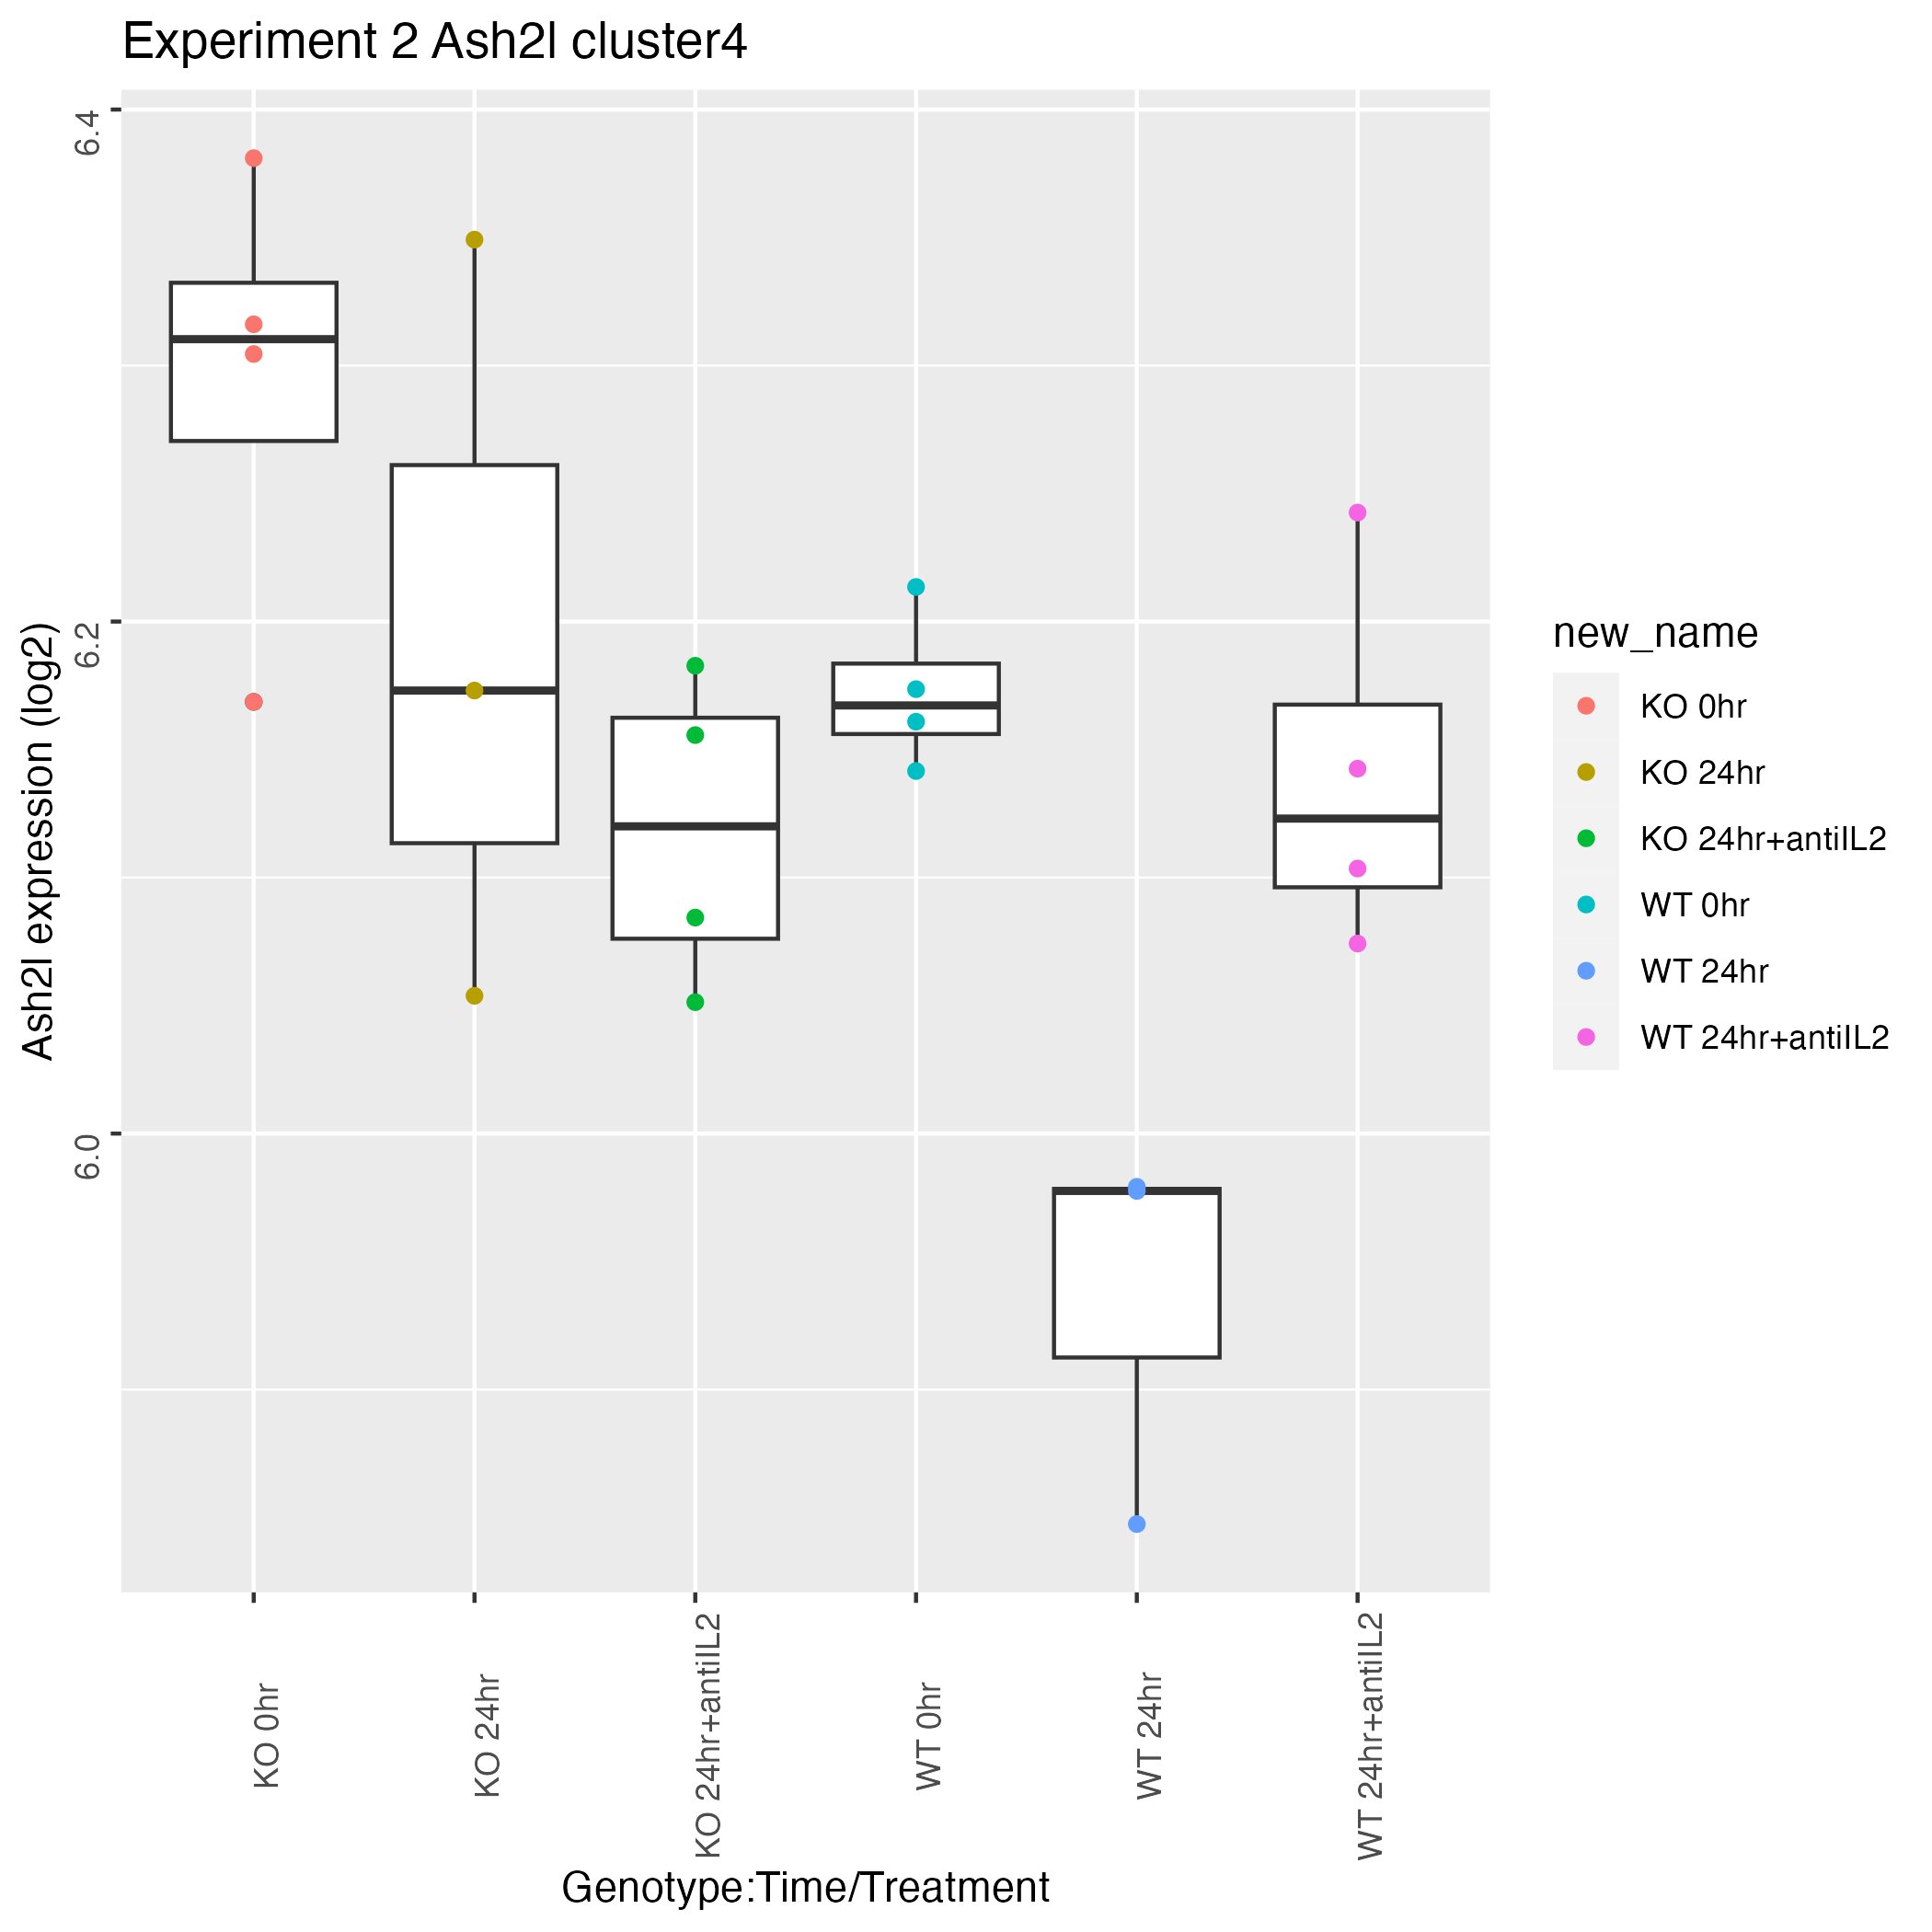 Experiment 2 Ash2l cluster4
Ash2l expression (log2)
6.4
6.2
6.0
KO 0hr
KO 24hr
KO 24hr+antiIL2
WT 0hr
WT 24hr
WT 24hr+antiIL2
Genotype:Time/Treatment
new_name
KO 0hr
KO 24hr
KO 24hr+antiIL2
WT 0hr
WT 24hr
WT 24hr+antiIL2